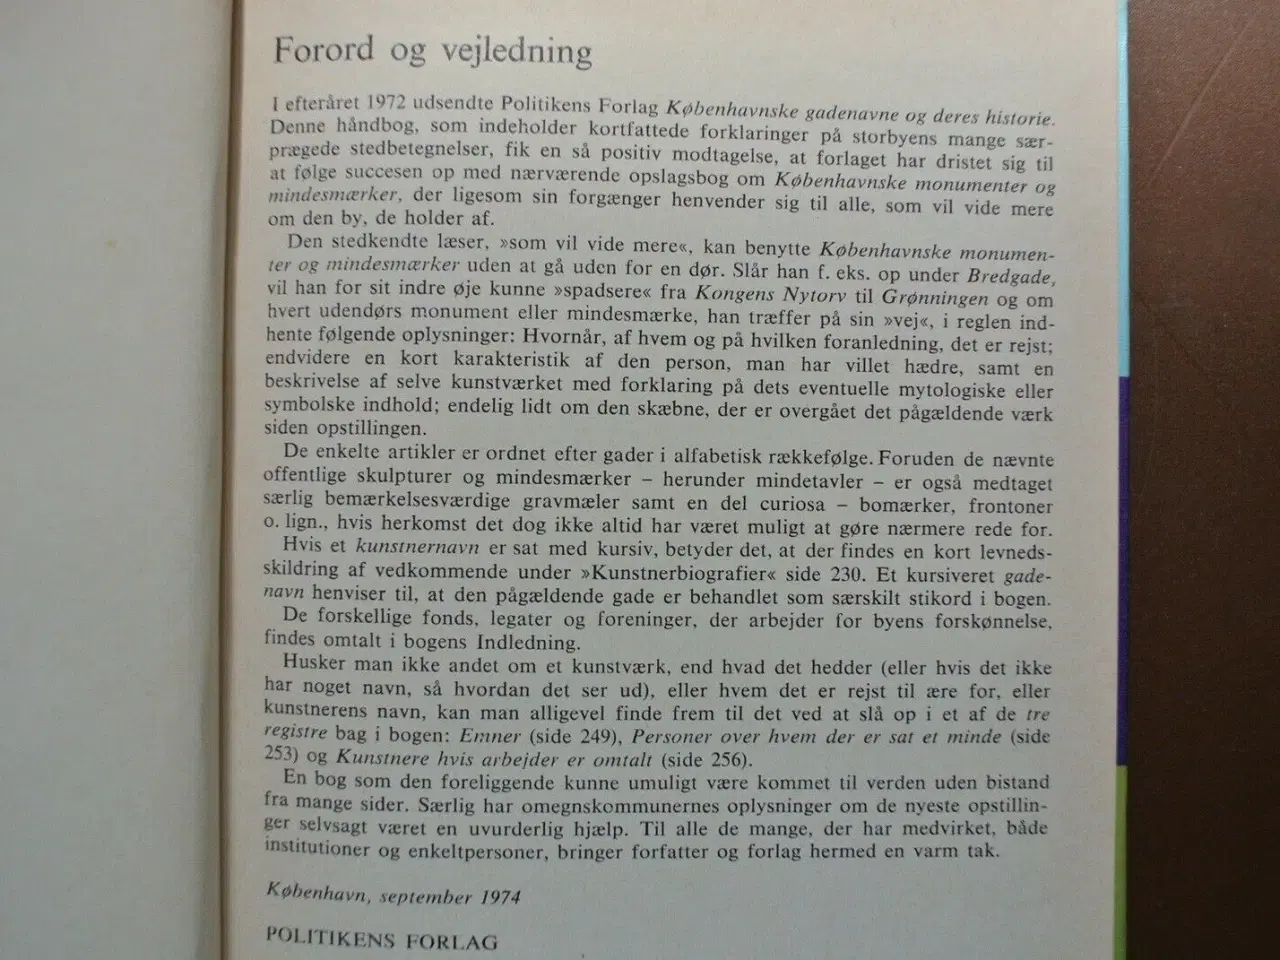 Forord og vejledning
I efteråret 1972 udsendte Politikens Forlag Københavnske gadenavne og deres historie.
Denne håndbog, som indeholder kortfattede forklaringer på storbyens mange sær-
prægede stedbetegnelser, fik en så positiv modtagelse, at forlaget har dristet sig til
at følge succesen op med nærværende opslagsbog om Københavnske monumenter og
mindesmærker, der ligesom sin forgænger henvender sig til alle, som vil vide mere
om den by, de holder af.
Den stedkendte læser, »som vil vide mere«, kan benytte Københavnske monumen-
ter og mindesmærker uden at gå uden for en dør. Slår han f. eks. op under Bredgade,
vil han for sit indre øje kunne »spadsere« fra Kongens Nytorv til Grønningen og om
hvert udendørs monument eller mindesmærke, han træffer på sin »vej«, i reglen ind-
hente følgende oplysninger: Hvornår, af hvem og på hvilken foranledning, det er rejst;
endvidere en kort karakteristik af den person, man har villet hædre, samt en
beskrivelse af selve kunstværket med forklaring på dets eventuelle mytologiske eller
symbolske indhold; endelig lidt om den skæbne, der er overgået det pågældende værk
siden opstillingen.
De enkelte artikler er ordnet efter gader i alfabetisk rækkefølge. Foruden de nævnte
offentlige skulpturer og mindesmærker – herunder mindetavler – er også medtaget
særlig bemærkelsesværdige gravmæler samt en del curiosa – bomærker, frontoner
o. lign., hvis herkomst det dog ikke altid har været muligt at gøre nærmere rede for.
Hvis et kunstnernavn er sat med kursiv, betyder det, at der findes en kort levneds-
skildring af vedkommende under »Kunstnerbiografier« side 230. Et kursiveret gade-
navn henviser til, at den pågældende gade er behandlet som særskilt stikord i bogen.
De forskellige fonds, legater og foreninger, der arbejder for byens forskønnelse,
findes omtalt i bogens Indledning.
Husker man ikke andet om et kunstværk, end hvad det hedder (eller hvis det ikke
har noget navn, så hvordan det ser ud), eller hvem det er rejst til ære for, eller
kunstnerens navn, kan man alligevel finde frem til det ved at slå op i et af de tre
registre bag i bogen: Emner (side 249), Personer over hvem der er sat et minde (side
253) og Kunstnere hvis arbejder er omtalt (side 256).
En bog som den foreliggende kunne umuligt være kommet til verden uden bistand
fra mange sider. Særlig har omegnskommunernes oplysninger om de nyeste opstillin-
ger selvsagt været en uvurderlig hjælp. Til alle de mange, der har medvirket, både
institutioner og enkeltpersoner, bringer forfatter og forlag hermed en varm tak.
København, september 1974
POLITIKENS FORLAG